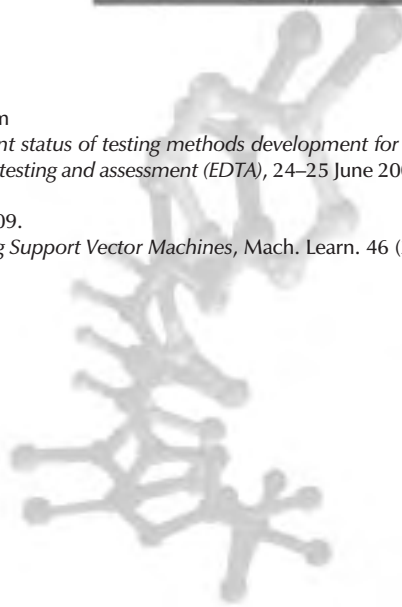 m
nt status of testing methods development for
testing and assessment (EDTA), 24–25 June 200
09.
g Support Vector Machines, Mach. Learn. 46 (